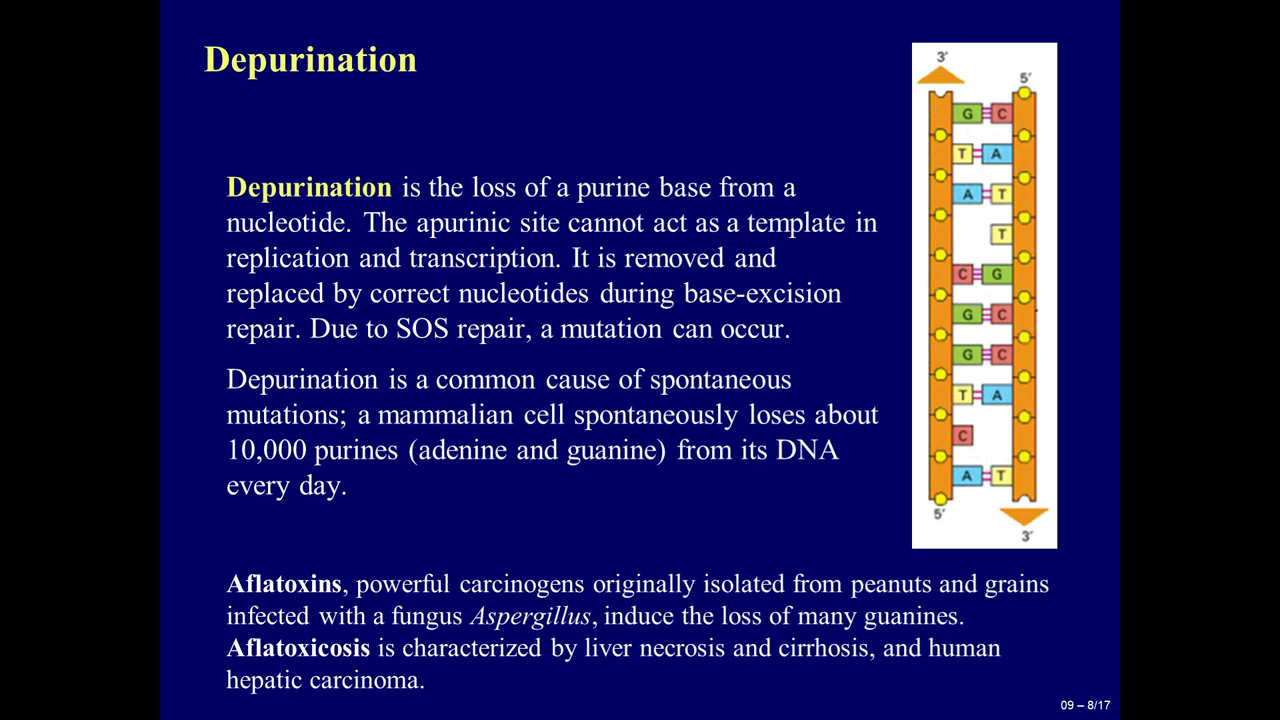 Depurination
Depurination is the loss of a purine base from a
nucleotide. The apurinic site cannot act as a template in
replication and transcription. It is removed and
replaced by correct nucleotides during base-excision
repair. Due to SOS repair, a mutation can occur.
Depurination is a common cause of spontaneous
mutations; a mammalian cell spontaneously loses about
10,000 purines (adenine and guanine) from its DNA
every day.
3′
5′
G C
T A
A T
T
C G
G C
G C
T A
C
A T
5′
3′
Aflatoxins, powerful carcinogens originally isolated from peanuts and grains
infected with a fungus Aspergillus, induce the loss of many guanines.
Aflatoxicosis is characterized by liver necrosis and cirrhosis, and human
hepatic carcinoma.
09 – 8/17